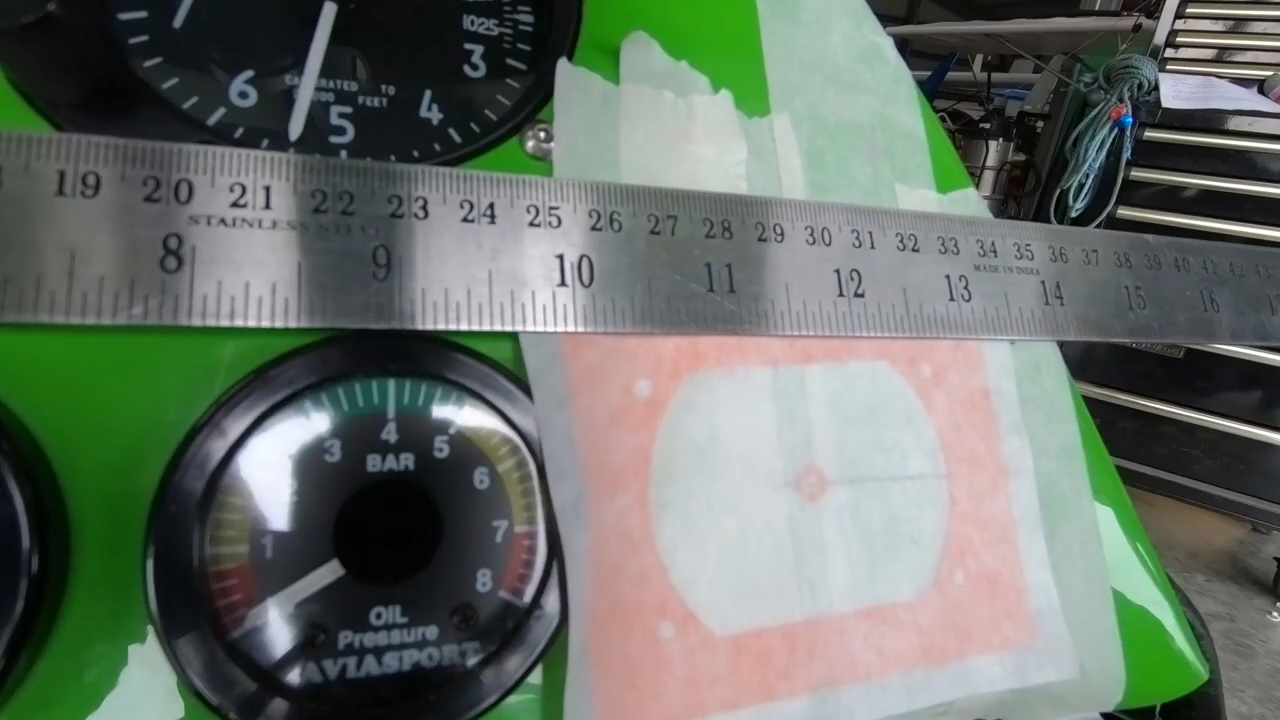 1025
3
6 CALIBRATED TO 4
FEET
5
19 20 21 22 23 24 25 26 27 28 29 30 31 32 33 34 35 36 37 38 39 40 41 42 43
STAINLESS STEEL
MADE IN INDIA
8 9 10 11 12 13 14 15 16
1 3 4 5 6 7 8
BAR
OIL
Pressure
AVIASPORT